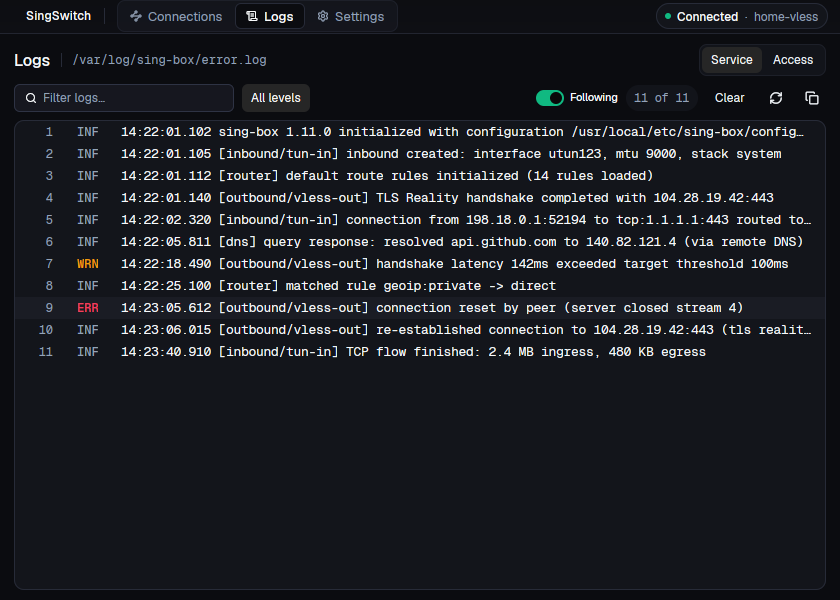 SingSwitch Connections Logs Settings Connected · home-vless
Logs /var/log/sing-box/error.log Service Access
Filter logs… All levels Following 11 of 11 Clear
1 INF 14:22:01.102 sing-box 1.11.0 initialized with configuration /usr/local/etc/sing-box/config…
2 INF 14:22:01.105 [inbound/tun-in] inbound created: interface utun123, mtu 9000, stack system
3 INF 14:22:01.112 [router] default route rules initialized (14 rules loaded)
4 INF 14:22:01.140 [outbound/vless-out] TLS Reality handshake completed with 104.28.19.42:443
5 INF 14:22:02.320 [inbound/tun-in] connection from 198.18.0.1:52194 to tcp:1.1.1.1:443 routed to…
6 INF 14:22:05.811 [dns] query response: resolved api.github.com to 140.82.121.4 (via remote DNS)
7 WRN 14:22:18.490 [outbound/vless-out] handshake latency 142ms exceeded target threshold 100ms
8 INF 14:22:25.100 [router] matched rule geoip:private -> direct
9 ERR 14:23:05.612 [outbound/vless-out] connection reset by peer (server closed stream 4)
10 INF 14:23:06.015 [outbound/vless-out] re-established connection to 104.28.19.42:443 (tls realit…
11 INF 14:23:40.910 [inbound/tun-in] TCP flow finished: 2.4 MB ingress, 480 KB egress